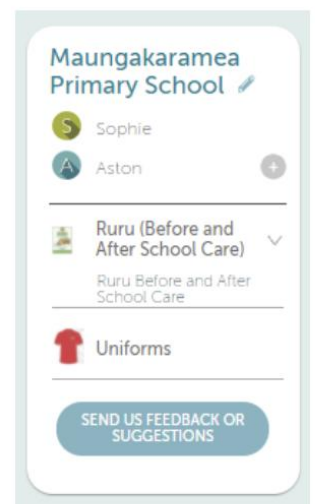 Maungakaramea
Primary School
S
Sophie
A
Aston
+
Ruru (Before and
After School Care)
Ruru Before and After
School Care
Uniforms
SEND US FEEDBACK OR
SUGGESTIONS